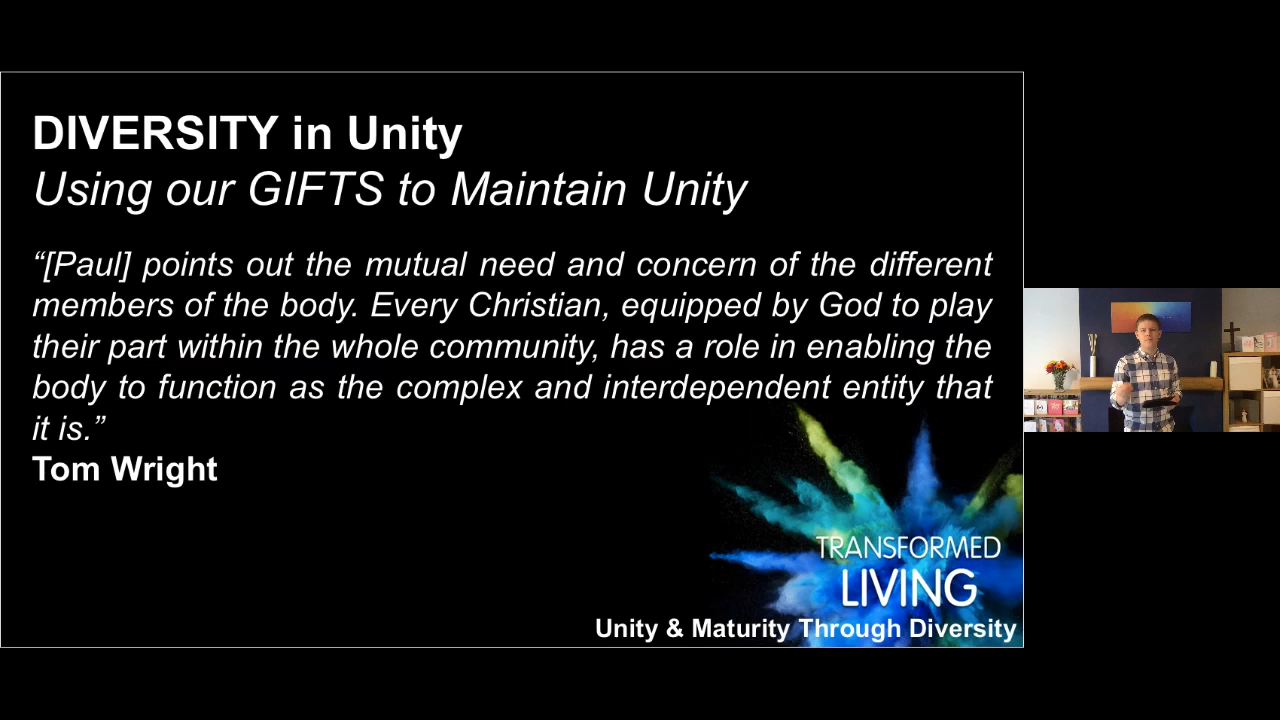 DIVERSITY in Unity
Using our GIFTS to Maintain Unity
“[Paul] points out the mutual need and concern of the different
members of the body. Every Christian, equipped by God to play
their part within the whole community, has a role in enabling the
body to function as the complex and interdependent entity that
it is.”
Tom Wright
TRANSFORMED
LIVING
Unity & Maturity Through Diversity